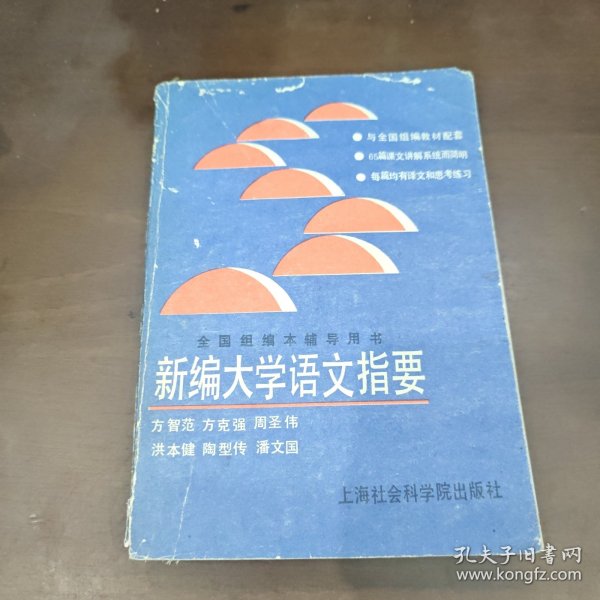 与全国组编教材配套
65篇课文讲解系统而简明
每篇均有译文和思考练习
全国组编本辅导用书
新编大学语文指要
方智范 方克强 周圣伟
洪本健 陶型传 潘文国
上海社会科学院出版社
孔夫子旧书网
www.kongfz.com